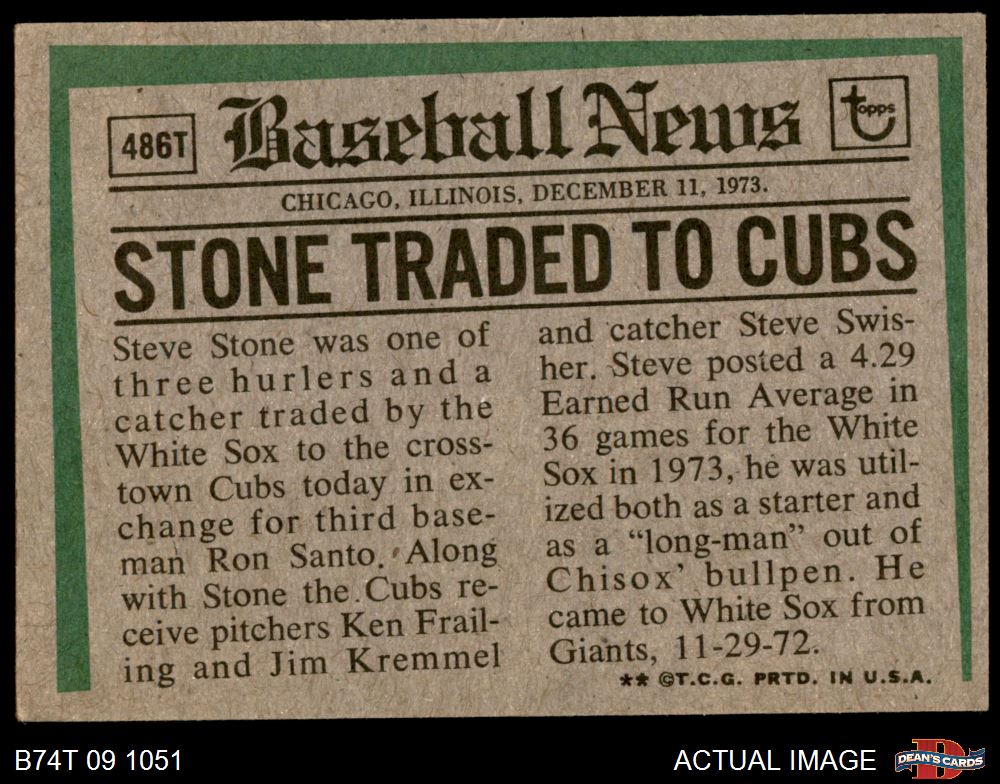 486T
Baseball News
topps
CHICAGO, ILLINOIS, DECEMBER 11, 1973.
STONE TRADED TO CUBS
Steve Stone was one of
three hurlers and a
catcher traded by the
White Sox to the cross-
town Cubs today in ex-
change for third base-
man Ron Santo. Along
with Stone the Cubs re-
ceive pitchers Ken Frail-
ing and Jim Kremmel
and catcher Steve Swis-
her. Steve posted a 4.29
Earned Run Average in
36 games for the White
Sox in 1973, he was util-
ized both as a starter and
as a "long-man" out of
Chisox' bullpen. He
came to White Sox from
Giants, 11-29-72.
** ©T.C.G. PRTD. IN U.S.A.
B74T 09 1051
ACTUAL IMAGE
DEAN'S CARDS